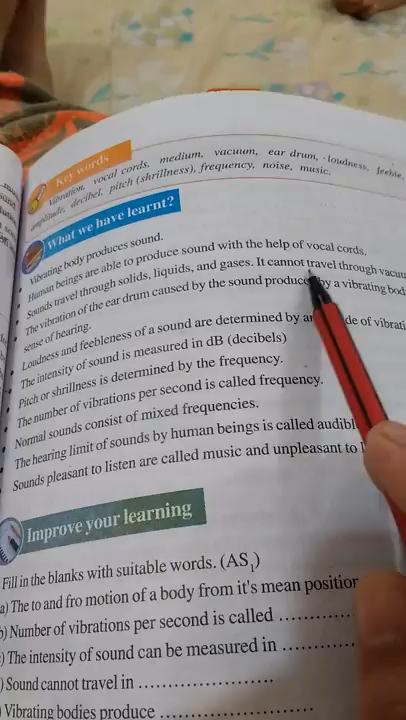 Key words
Vibration, vocal cords, medium, vacuum, ear drum, loudness, feeble,
amplitude, decibel, pitch (shrillness), frequency, noise, music.
What we have learnt?
Vibrating body produces sound.
Human beings are able to produce sound with the help of vocal cords.
Sounds travel through solids, liquids, and gases. It cannot travel through vacuu
The vibration of the ear drum caused by the sound produce by a vibrating bod
sense of hearing.
Loudness and feebleness of a sound are determined by de of vibrati
The intensity of sound is measured in dB (decibels)
Pitch or shrillness is determined by the frequency.
The number of vibrations per second is called frequency.
Normal sounds consist of mixed frequencies.
The hearing limit of sounds by human beings is called audibl
Sounds pleasant to listen are called music and unpleasant to
Improve your learning
Fill in the blanks with suitable words. (AS1)
a) The to and fro motion of a body from it's mean position
) Number of vibrations per second is called ............
) The intensity of sound can be measured in ............
) Sound cannot travel in ......................
) Vibrating bodies produce .........................